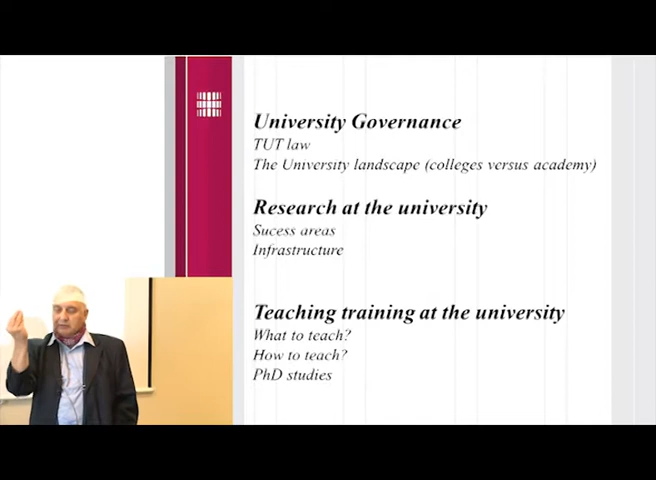 University Governance
TUT law
The University landscape (colleges versus academy)
Research at the university
Sucess areas
Infrastructure
Teaching training at the university
What to teach?
How to teach?
PhD studies